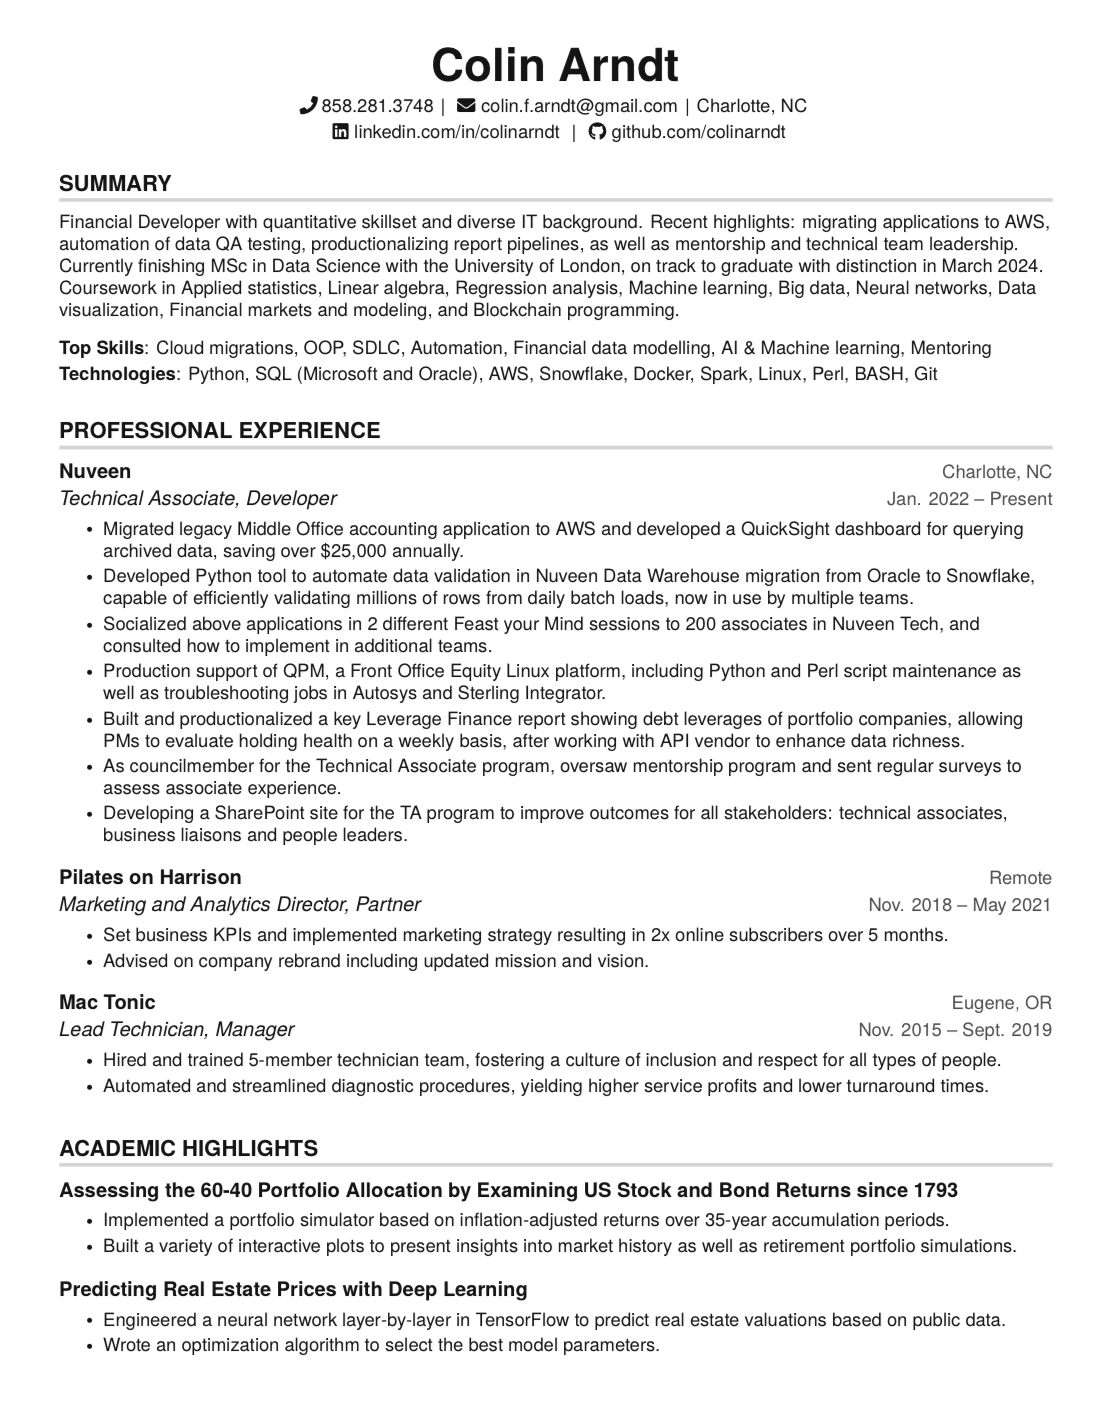 Colin Arndt
858.281.3748 | colin.f.arndt@gmail.com | Charlotte, NC
linkedin.com/in/colinarndt | github.com/colinarndt
SUMMARY
Financial Developer with quantitative skillset and diverse IT background. Recent highlights: migrating applications to AWS,
automation of data QA testing, productionalizing report pipelines, as well as mentorship and technical team leadership.
Currently finishing MSc in Data Science with the University of London, on track to graduate with distinction in March 2024.
Coursework in Applied statistics, Linear algebra, Regression analysis, Machine learning, Big data, Neural networks, Data
visualization, Financial markets and modeling, and Blockchain programming.
Top Skills: Cloud migrations, OOP, SDLC, Automation, Financial data modelling, AI & Machine learning, Mentoring
Technologies: Python, SQL (Microsoft and Oracle), AWS, Snowflake, Docker, Spark, Linux, Perl, BASH, Git
PROFESSIONAL EXPERIENCE
Nuveen Charlotte, NC
Technical Associate, Developer Jan. 2022 – Present
• Migrated legacy Middle Office accounting application to AWS and developed a QuickSight dashboard for querying
archived data, saving over $25,000 annually.
• Developed Python tool to automate data validation in Nuveen Data Warehouse migration from Oracle to Snowflake,
capable of efficiently validating millions of rows from daily batch loads, now in use by multiple teams.
• Socialized above applications in 2 different Feast your Mind sessions to 200 associates in Nuveen Tech, and
consulted how to implement in additional teams.
• Production support of QPM, a Front Office Equity Linux platform, including Python and Perl script maintenance as
well as troubleshooting jobs in Autosys and Sterling Integrator.
• Built and productionalized a key Leverage Finance report showing debt leverages of portfolio companies, allowing
PMs to evaluate holding health on a weekly basis, after working with API vendor to enhance data richness.
• As councilmember for the Technical Associate program, oversaw mentorship program and sent regular surveys to
assess associate experience.
• Developing a SharePoint site for the TA program to improve outcomes for all stakeholders: technical associates,
business liaisons and people leaders.
Pilates on Harrison Remote
Marketing and Analytics Director, Partner Nov. 2018 – May 2021
• Set business KPIs and implemented marketing strategy resulting in 2x online subscribers over 5 months.
• Advised on company rebrand including updated mission and vision.
Mac Tonic Eugene, OR
Lead Technician, Manager Nov. 2015 – Sept. 2019
• Hired and trained 5-member technician team, fostering a culture of inclusion and respect for all types of people.
• Automated and streamlined diagnostic procedures, yielding higher service profits and lower turnaround times.
ACADEMIC HIGHLIGHTS
Assessing the 60-40 Portfolio Allocation by Examining US Stock and Bond Returns since 1793
• Implemented a portfolio simulator based on inflation-adjusted returns over 35-year accumulation periods.
• Built a variety of interactive plots to present insights into market history as well as retirement portfolio simulations.
Predicting Real Estate Prices with Deep Learning
• Engineered a neural network layer-by-layer in TensorFlow to predict real estate valuations based on public data.
• Wrote an optimization algorithm to select the best model parameters.